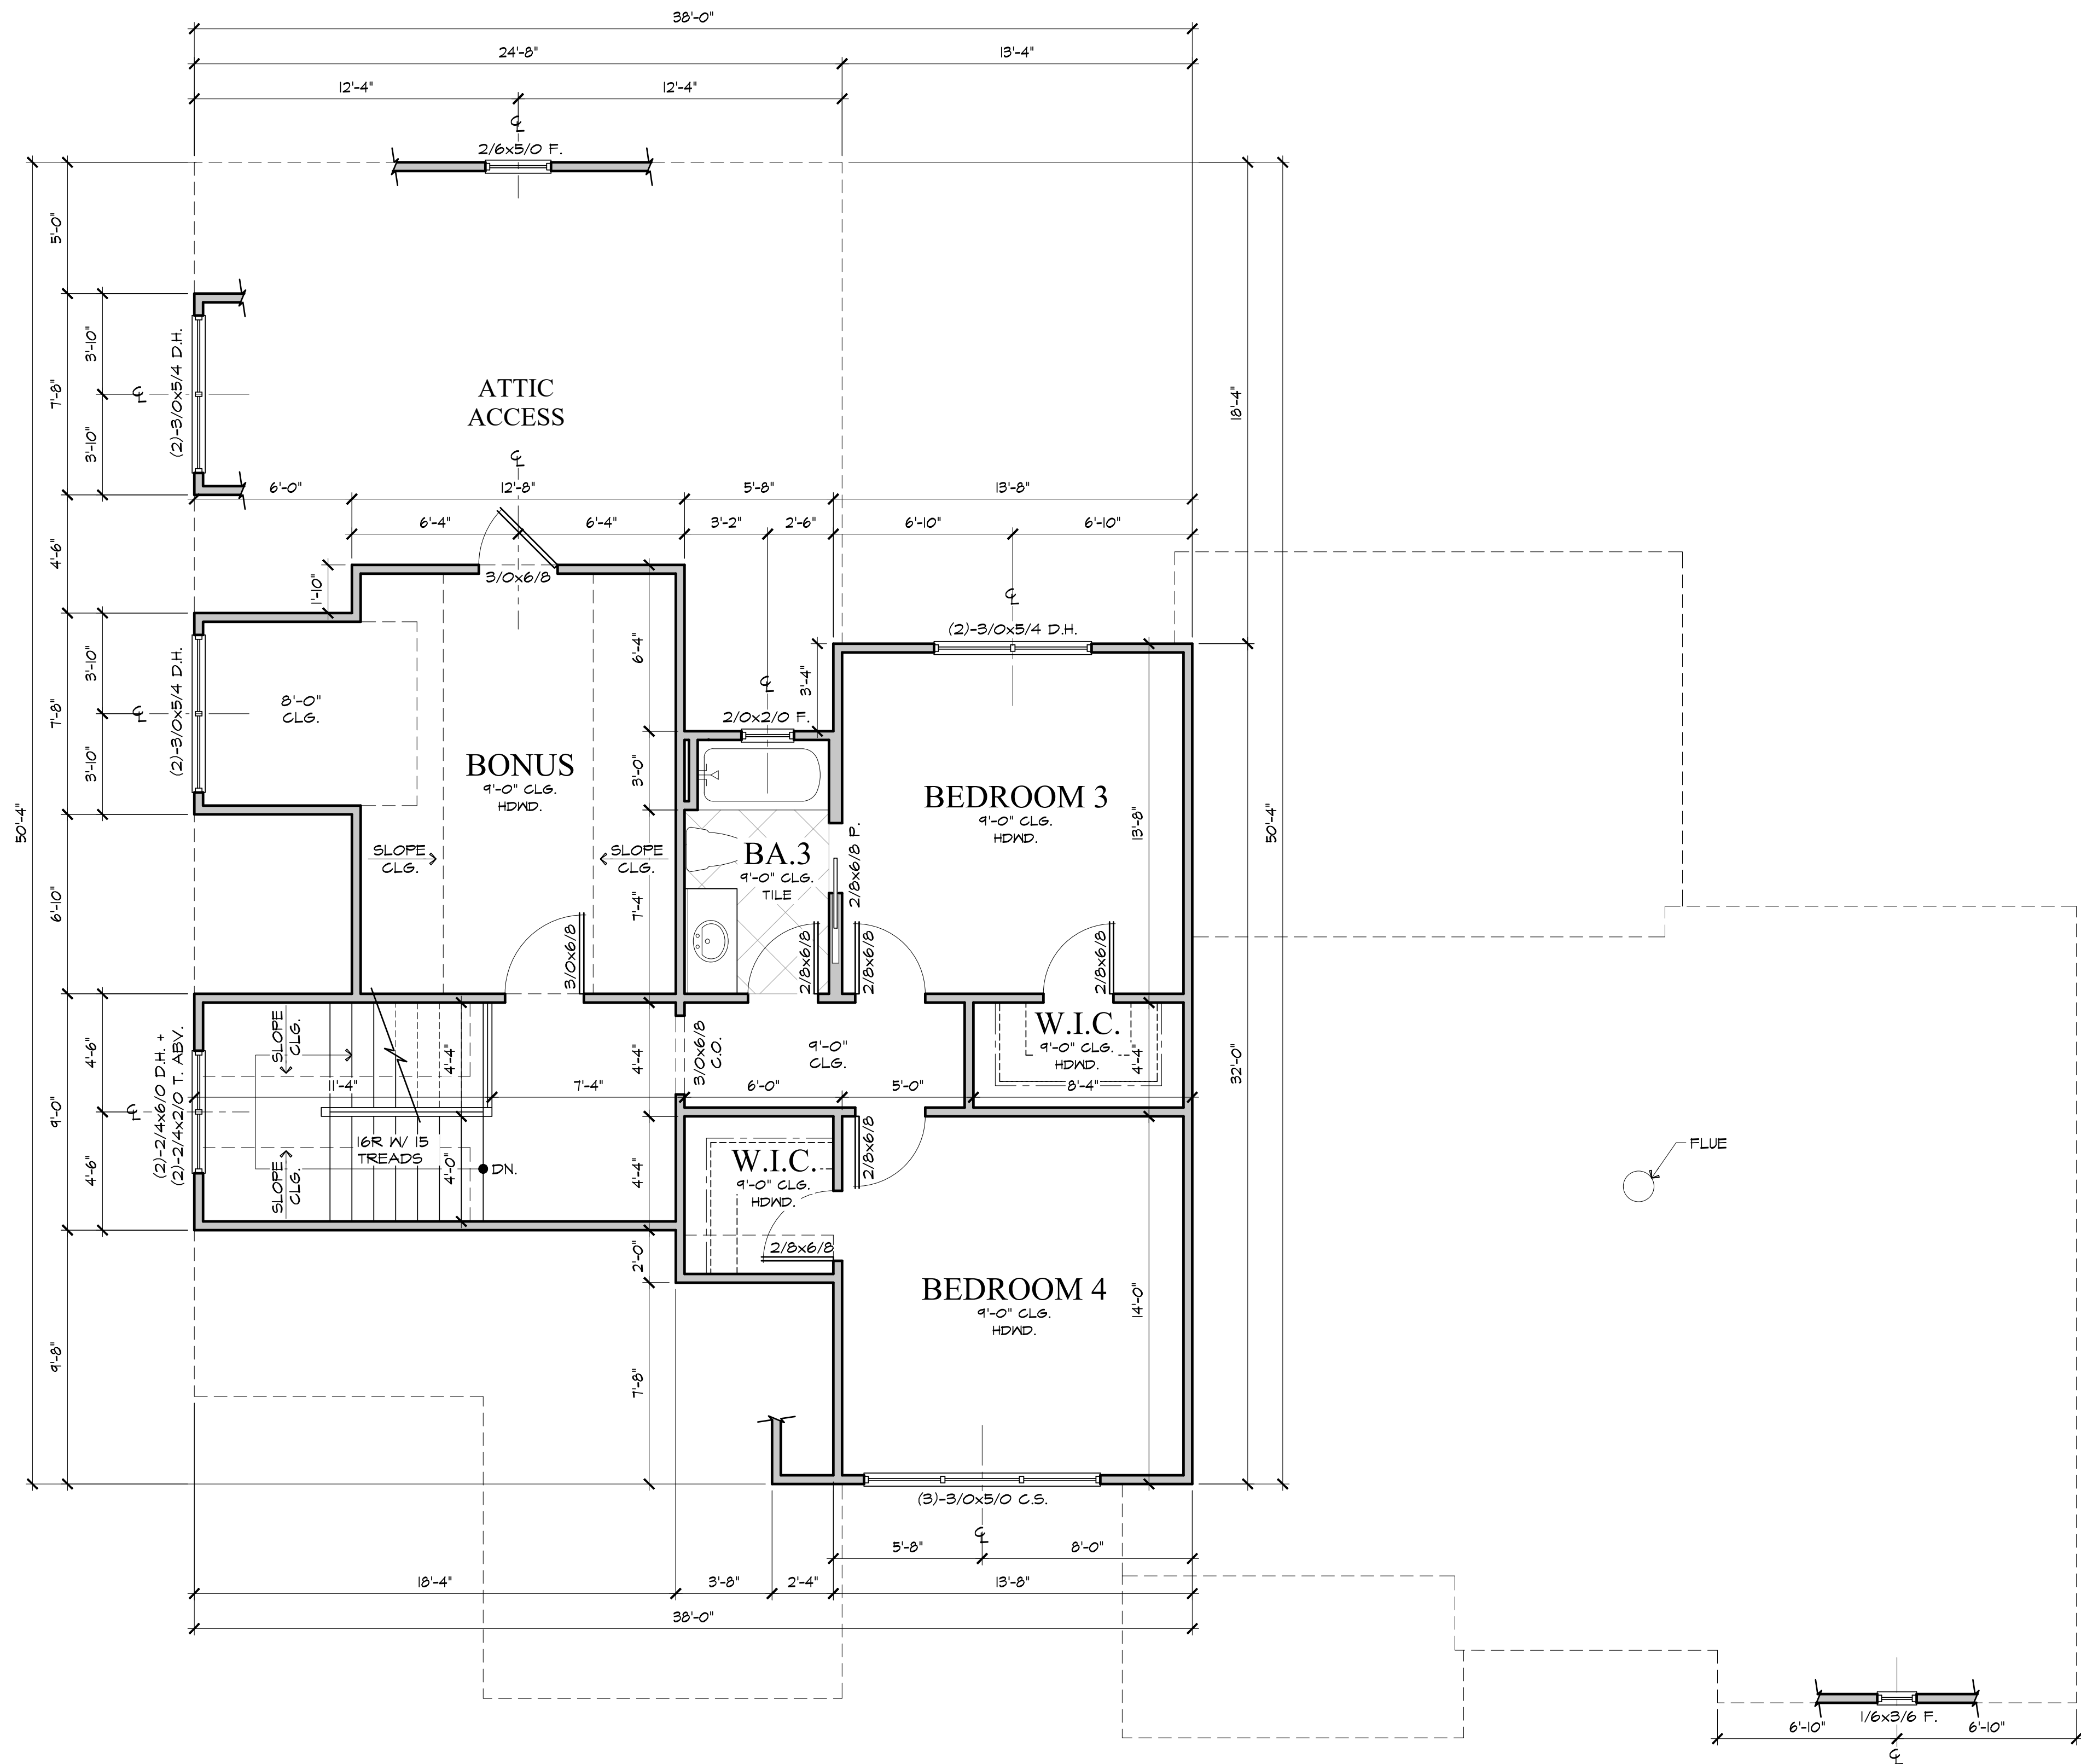 38'-0"
24'-8"
13'-4"
12'-4"
12'-4"
℄
2/6x5/0 F.
5'-0"
3'-10"
7'-8"
3'-10"
℄
(2)-3/0x5/4 D.H.
ATTIC
ACCESS
℄
18'-4"
6'-0"
12'-8"
5'-8"
13'-8"
6'-4"
6'-4"
3'-2"
2'-6"
6'-10"
6'-10"
4'-6"
1'-10"
3/0x6/8
℄
(2)-3/0x5/4 D.H.
6'-4"
3'-4"
℄
2/0x2/0 F.
3'-10"
7'-8"
3'-10"
℄
(2)-3/0x5/4 D.H.
8'-0"
CLG.
BONUS
9'-0" CLG.
HDWD.
3'-0"
BEDROOM 3
9'-0" CLG.
HDWD.
13'-8"
50'-4"
50'-4"
SLOPE
CLG.
SLOPE
CLG.
BA.3
9'-0" CLG.
TILE
2/8x6/8 P.
6'-10"
7'-4"
3/0x6/8
2/8x6/8
2/8x6/8
2/8x6/8
(2)-2/4x6/0 D.H. +
(2)-2/4x2/0 T. ABV.
℄
4'-6"
9'-0"
4'-6"
SLOPE
CLG.
4'-4"
11'-4"
7'-4"
4'-4"
3/0x6/8
C.O.
9'-0"
CLG.
6'-0"
5'-0"
W.I.C.
9'-0" CLG.
HDWD.
4'-4"
8'-4"
32'-0"
16R W/ 15
TREADS
SLOPE
CLG.
4'-0"
DN.
4'-4"
W.I.C.
9'-0" CLG.
HDWD.
2/8x6/8
2/8x6/8
FLUE
2'-0"
BEDROOM 4
9'-0" CLG.
HDWD.
14'-0"
9'-8"
7'-8"
(3)-3/0x5/0 C.S.
℄
5'-8"
8'-0"
18'-4"
3'-8"
2'-4"
13'-8"
38'-0"
1/6x3/6 F.
6'-10"
6'-10"
℄